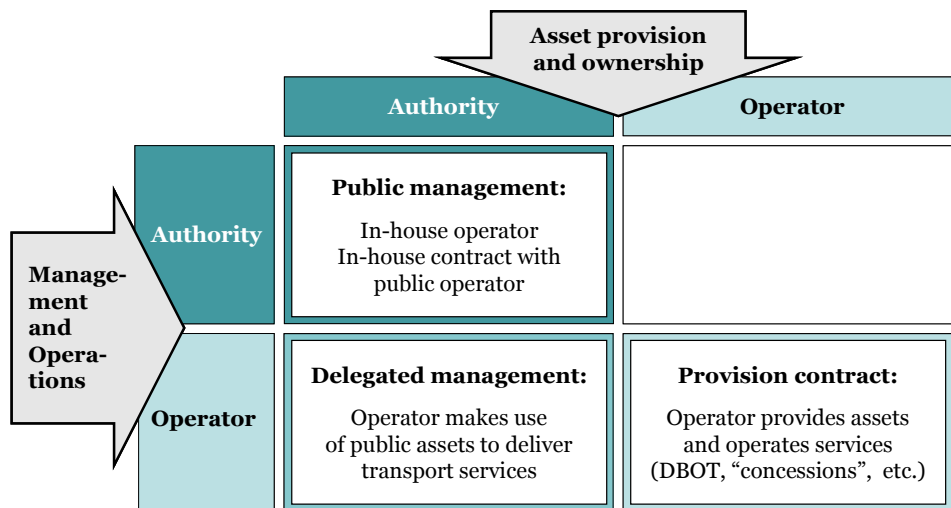 Asset provision
and ownership
Authority
Operator
Manage-
ment
and
Opera-
tions
Authority
Public management:
In-house operator
In-house contract with
public operator
Operator
Delegated management:
Operator makes use
of public assets to deliver
transport services
Provision contract:
Operator provides assets
and operates services
(DBOT, “concessions”, etc.)